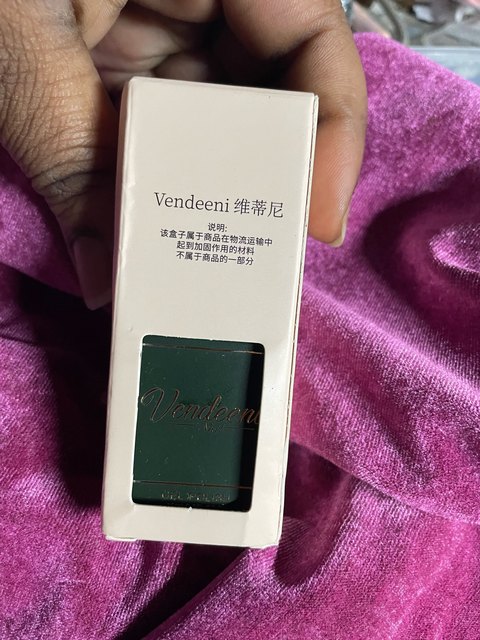 Vendeeni 维蒂尼
说明:
该盒子属于商品在物流运输中
起到加固作用的材料
不属于商品的一部分
Vendeeni